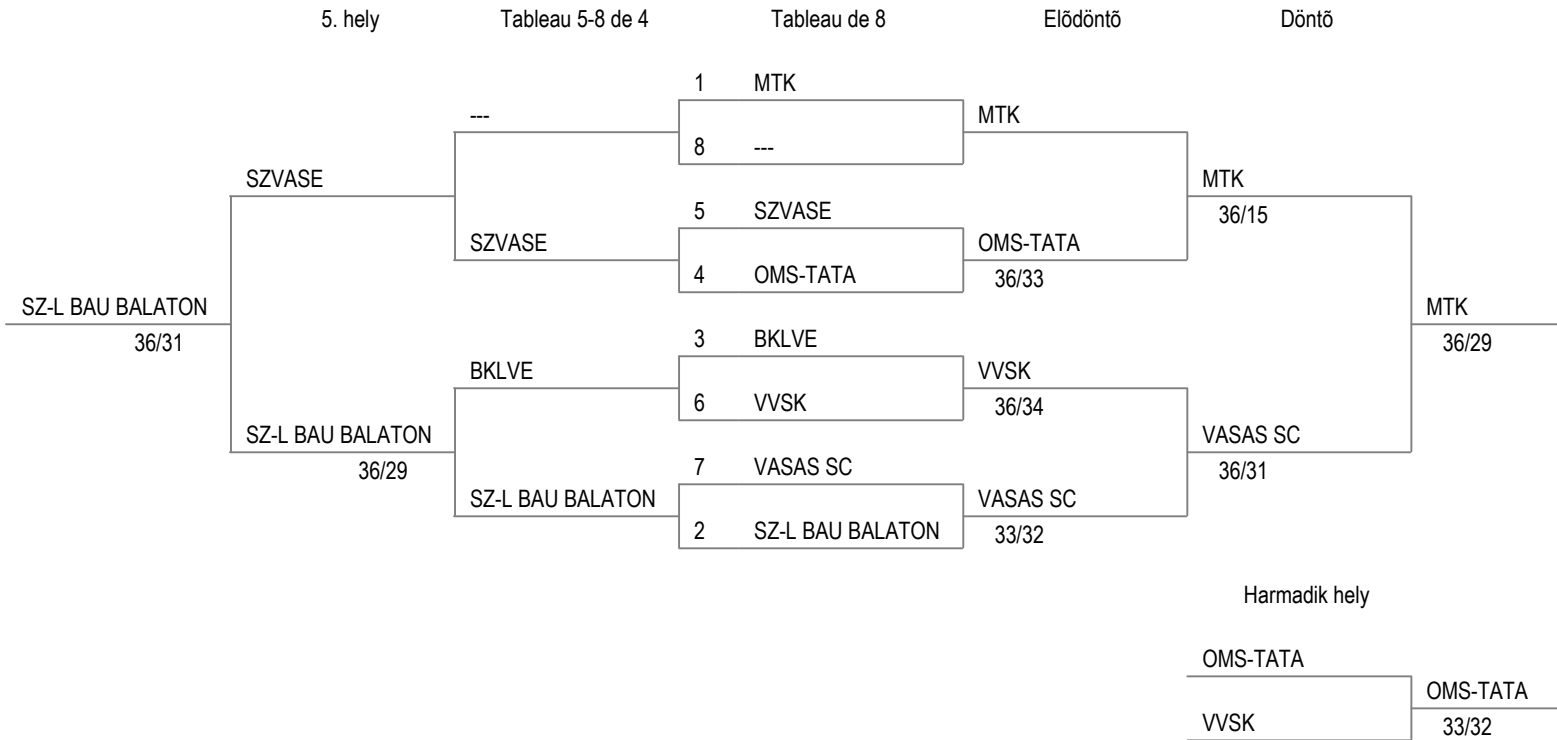 5. hely Tableau 5-8 de 4 Tableau de 8 Elõdöntõ Döntõ
1 MTK
--- MTK
8 ---
SZVASE MTK
5 SZVASE 36/15
SZVASE OMS-TATA
4 OMS-TATA 36/33
SZ-L BAU BALATON MTK
36/31 3 BKLVE 36/29
BKLVE VVSK
6 VVSK 36/34
SZ-L BAU BALATON VASAS SC
36/29 7 VASAS SC 36/31
SZ-L BAU BALATON VASAS SC
2 SZ-L BAU BALATON 33/32
Harmadik hely
OMS-TATA
OMS-TATA
VVSK 33/32